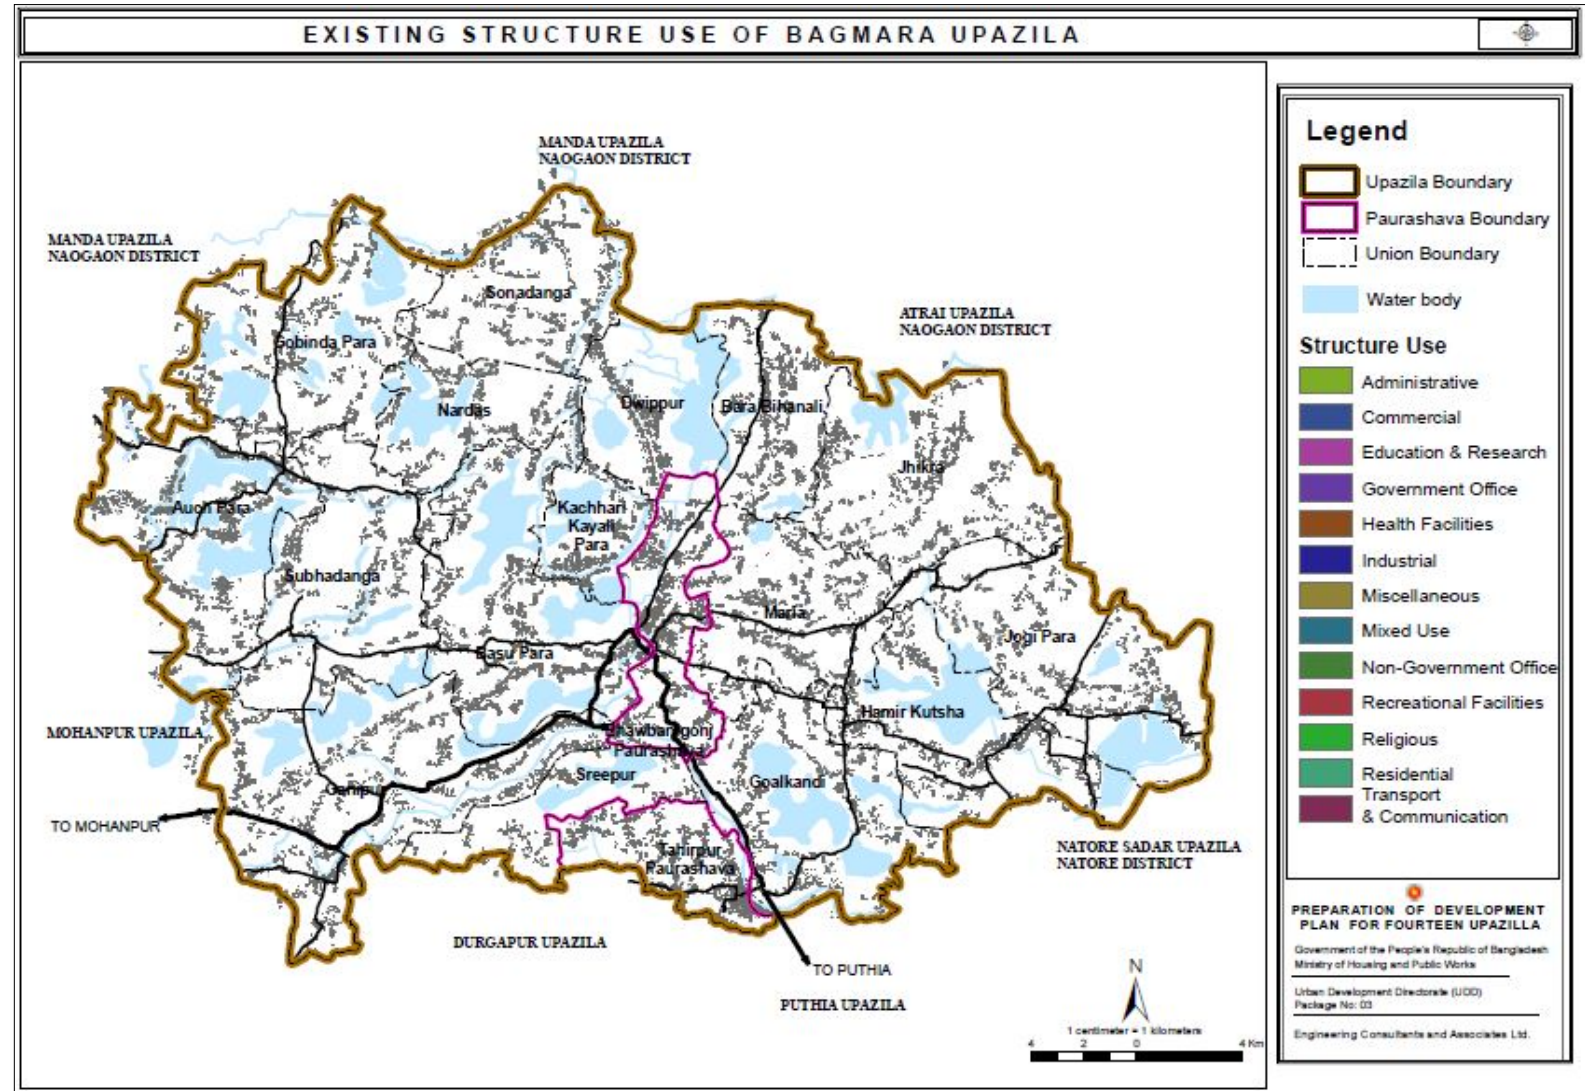 EXISTING STRUCTURE USE OF BAGMARA UPAZILA
MANDA UPAZILA
NAOGAON DISTRICT
MANDA UPAZILA
NAOGAON DISTRICT
Sonadanga
ATRAI UPAZILA
NAOGAON DISTRICT
Gobinda Para
Nardas
Dwippur
Bara Bihanali
Jhikra
Auch Para
Kachhari
Kayali
Para
Subhadanga
Maria
Jogi Para
Basu Para
Hamir Kutsha
MOHANPUR UPAZILA
Bhawbanigonj
Paurashava
Sreepur
Goalkandi
Ganipur
TO MOHANPUR
Tahirpur
Paurashava
NATORE SADAR UPAZILA
NATORE DISTRICT
DURGAPUR UPAZILA
TO PUTHIA
PUTHIA UPAZILA
N
1 centimeter = 1 kilometers
4 2 0 4 Km
Legend
Upazila Boundary
Paurashava Boundary
Union Boundary
Water body
Structure Use
Administrative
Commercial
Education & Research
Government Office
Health Facilities
Industrial
Miscellaneous
Mixed Use
Non-Government Office
Recreational Facilities
Religious
Residential
Transport
& Communication
PREPARATION OF DEVELOPMENT
PLAN FOR FOURTEEN UPAZILLA
Government of the People's Republic of Bangladesh
Ministry of Housing and Public Works
Urban Development Directorate (UDD)
Package No: 03
Engineering Consultants and Associates Ltd.